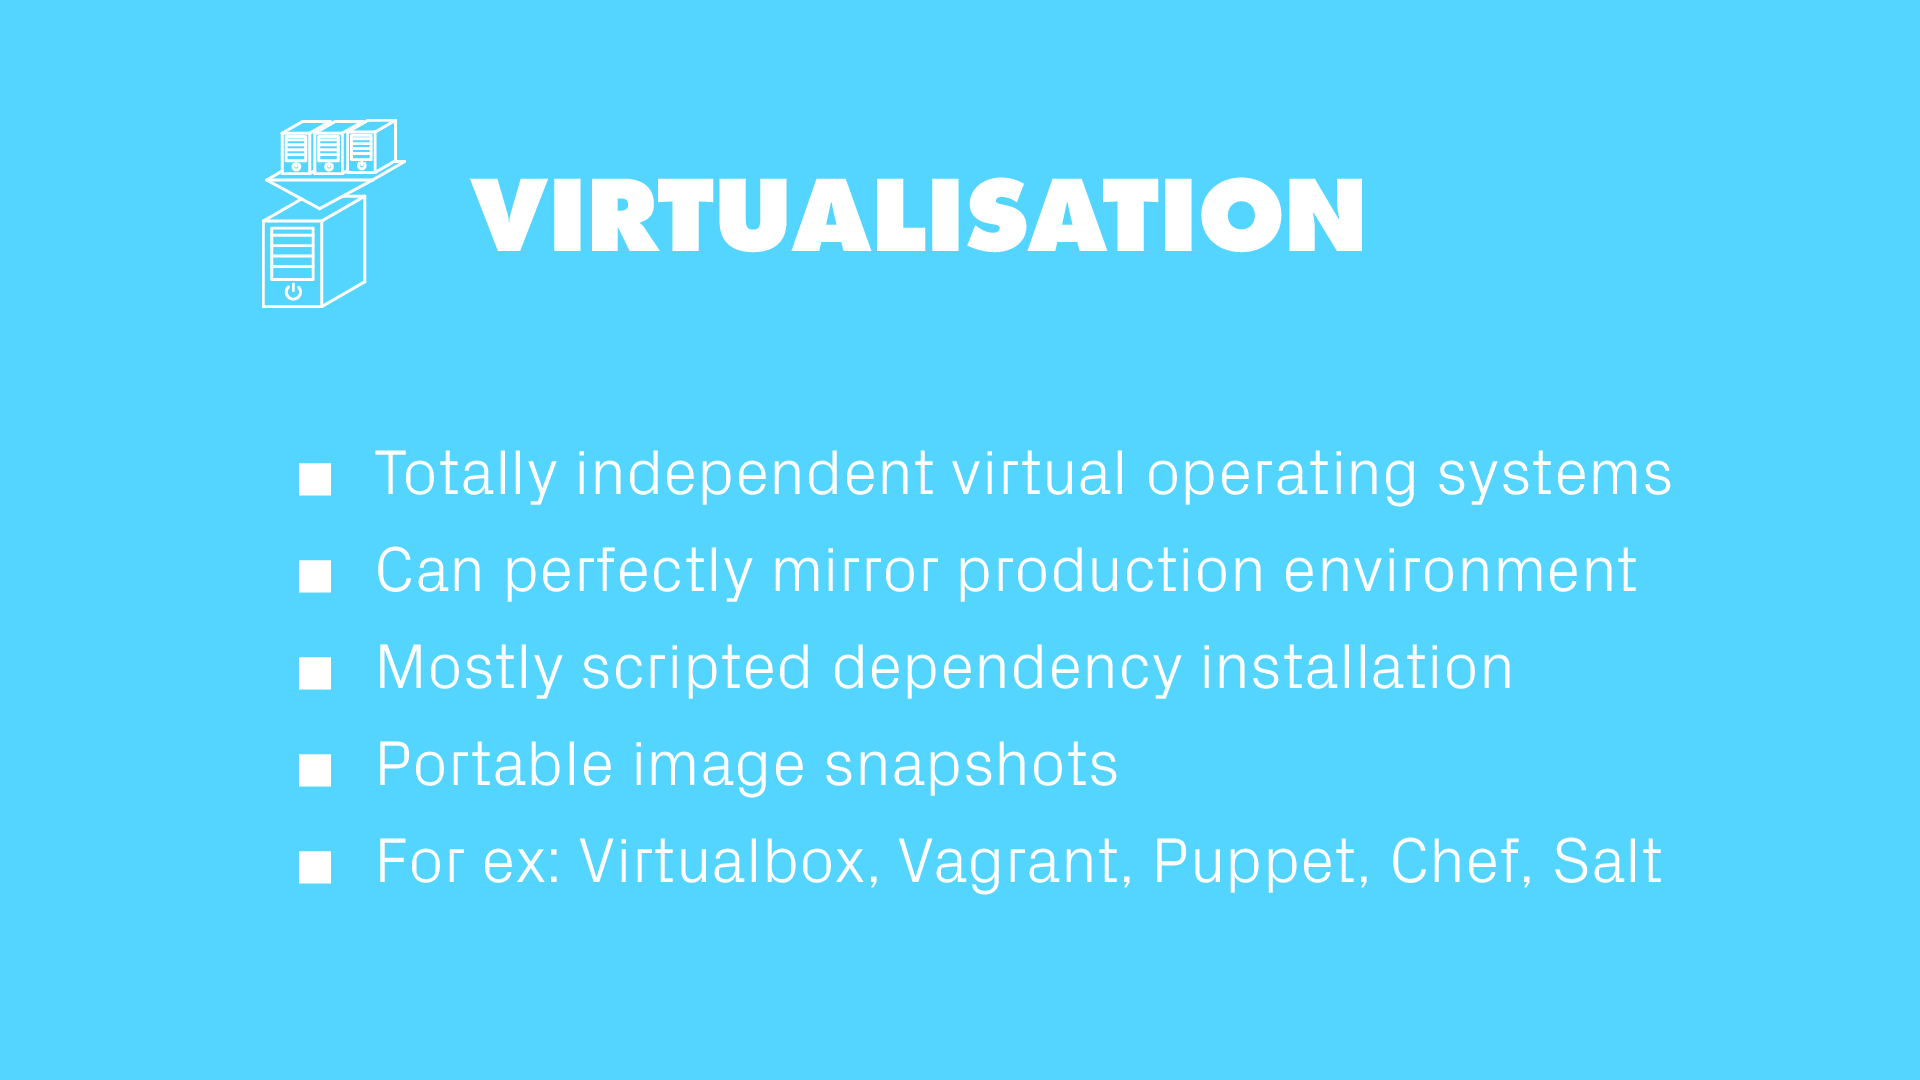 VIRTUALISATION
Totally independent virtual operating systems
Can perfectly mirror production environment
Mostly scripted dependency installation
Portable image snapshots
For ex: Virtualbox, Vagrant, Puppet, Chef, Salt